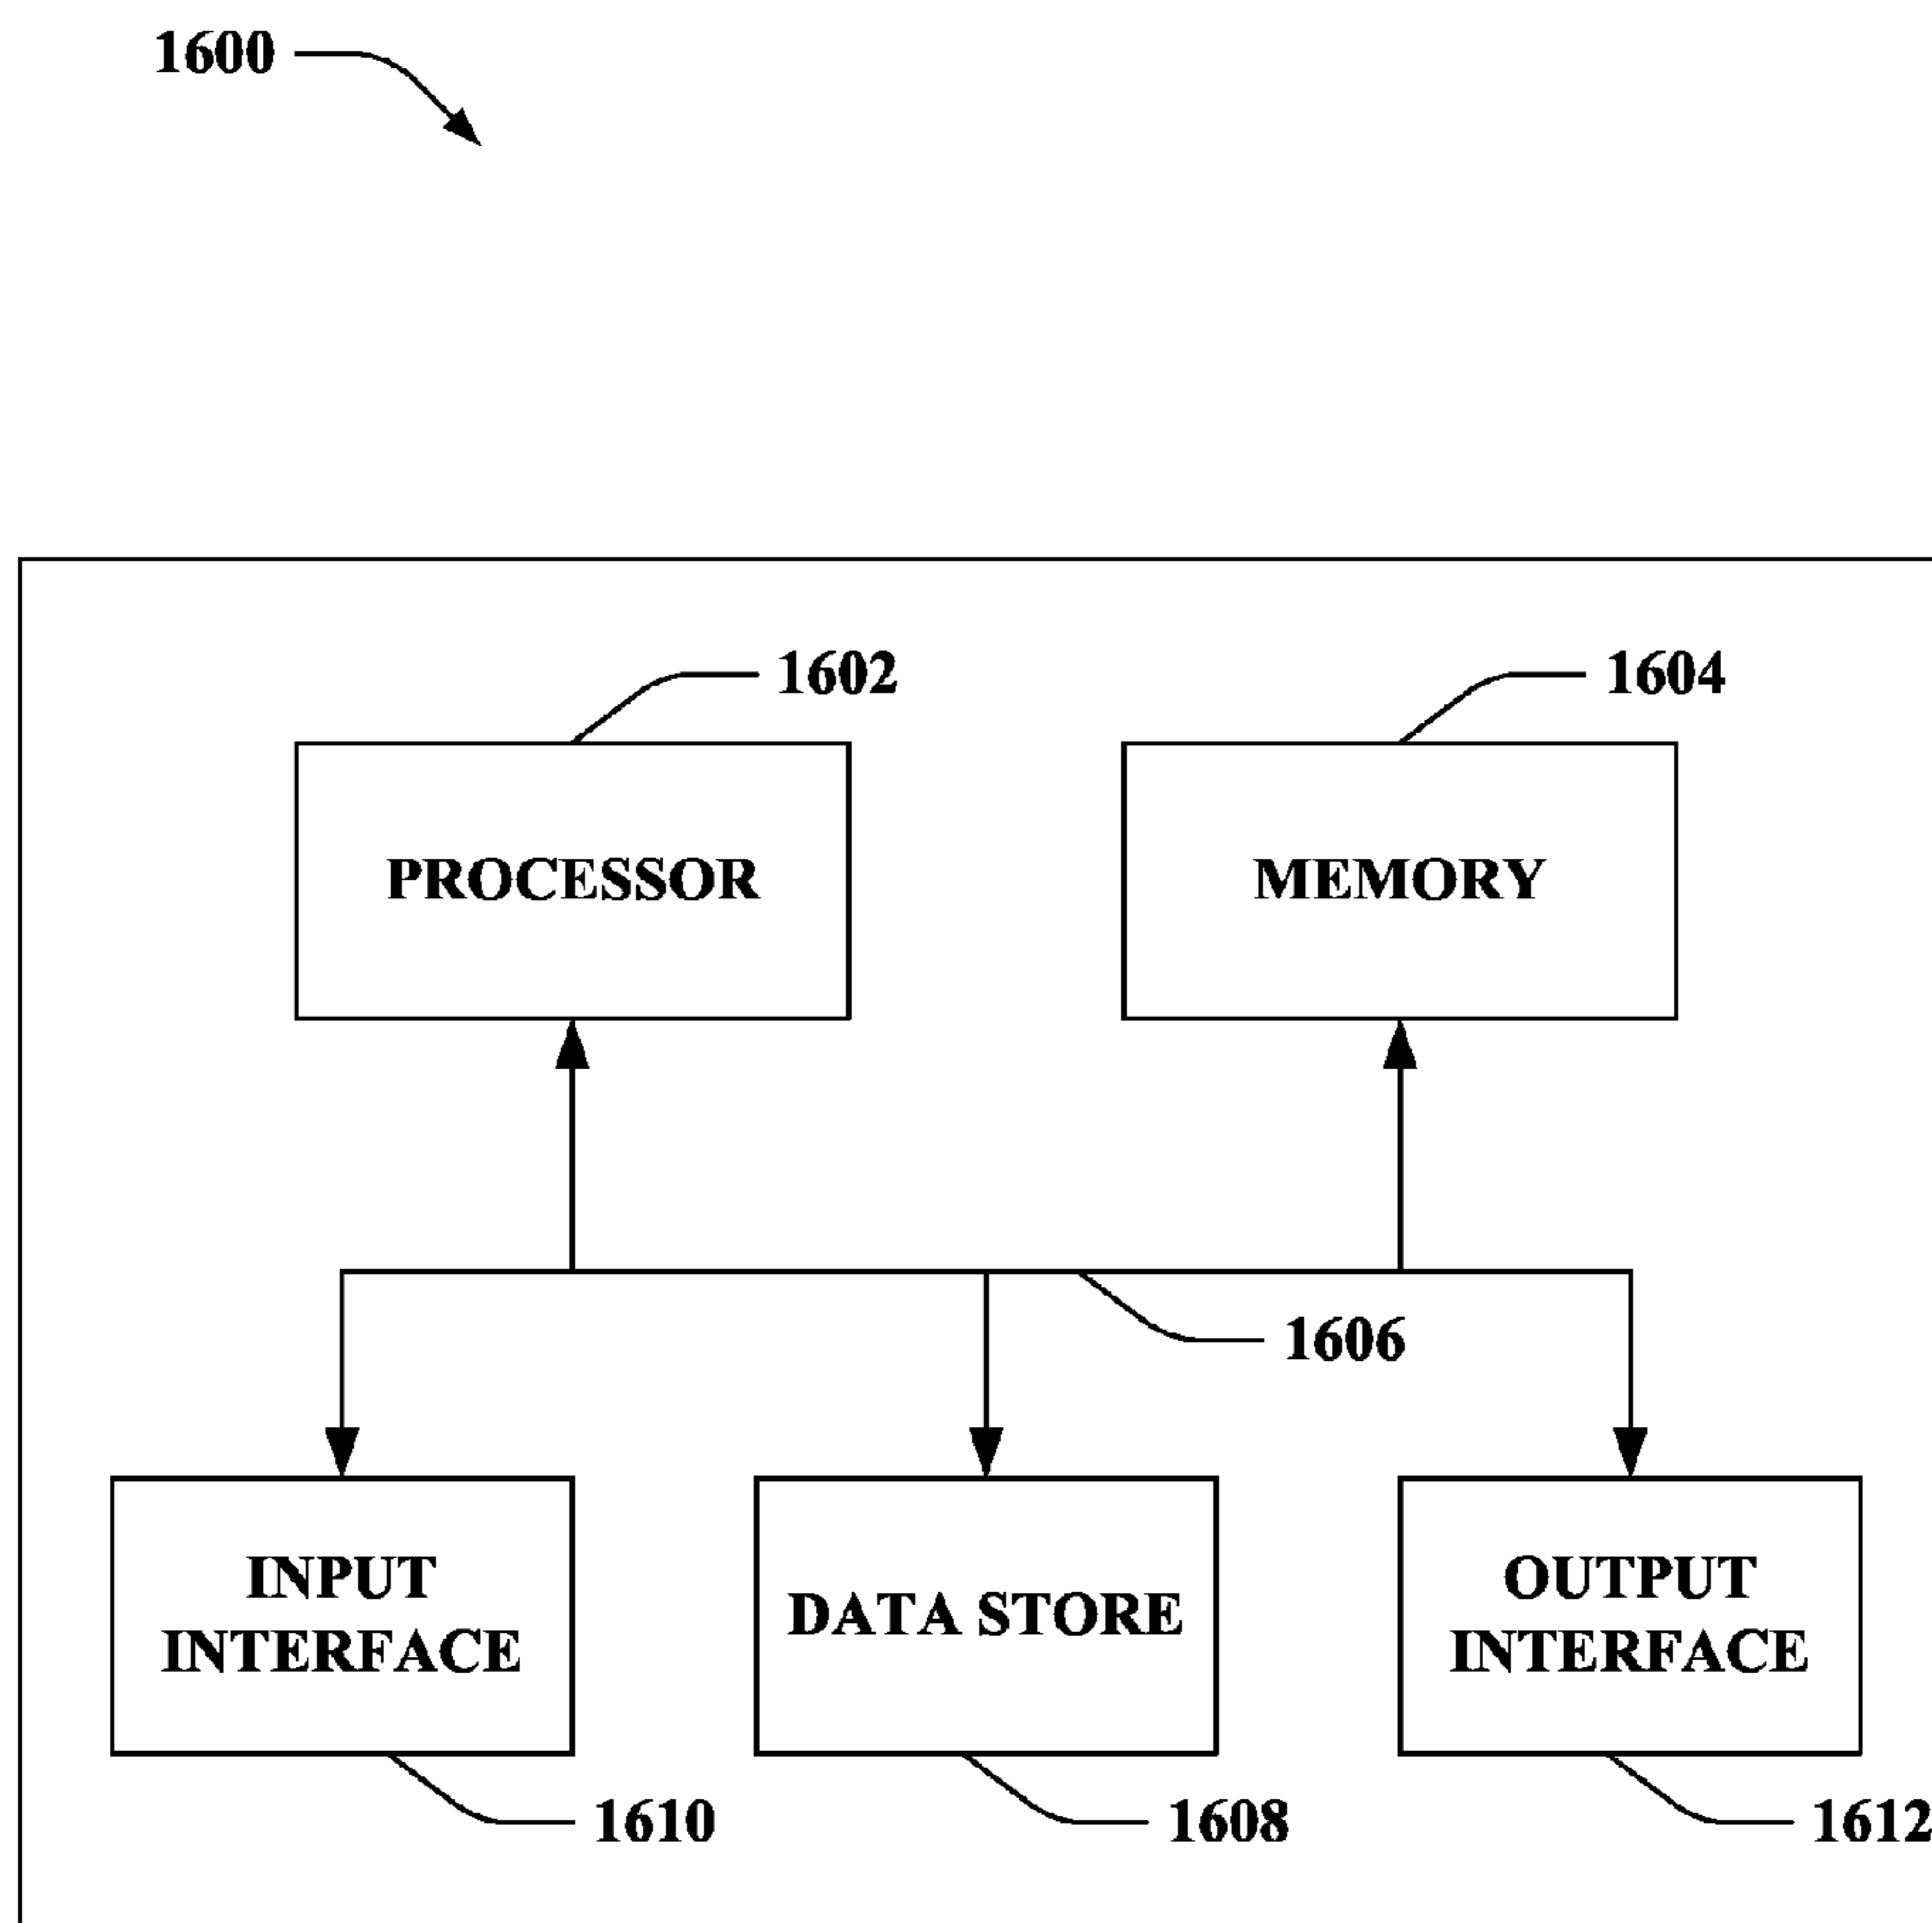 1600
1602
1604
PROCESSOR
MEMORY
1606
INPUT
INTERFACE
DATA STORE
OUTPUT
INTERFACE
1610
1608
1612